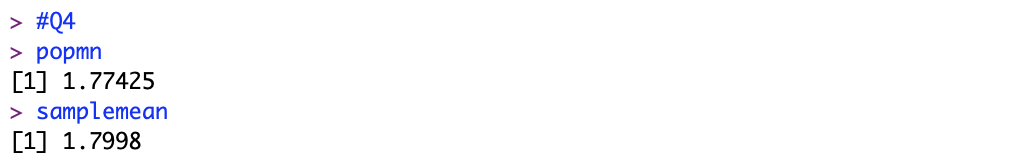 > #Q4
> popmn
[1] 1.77425
> samplemean
[1] 1.7998